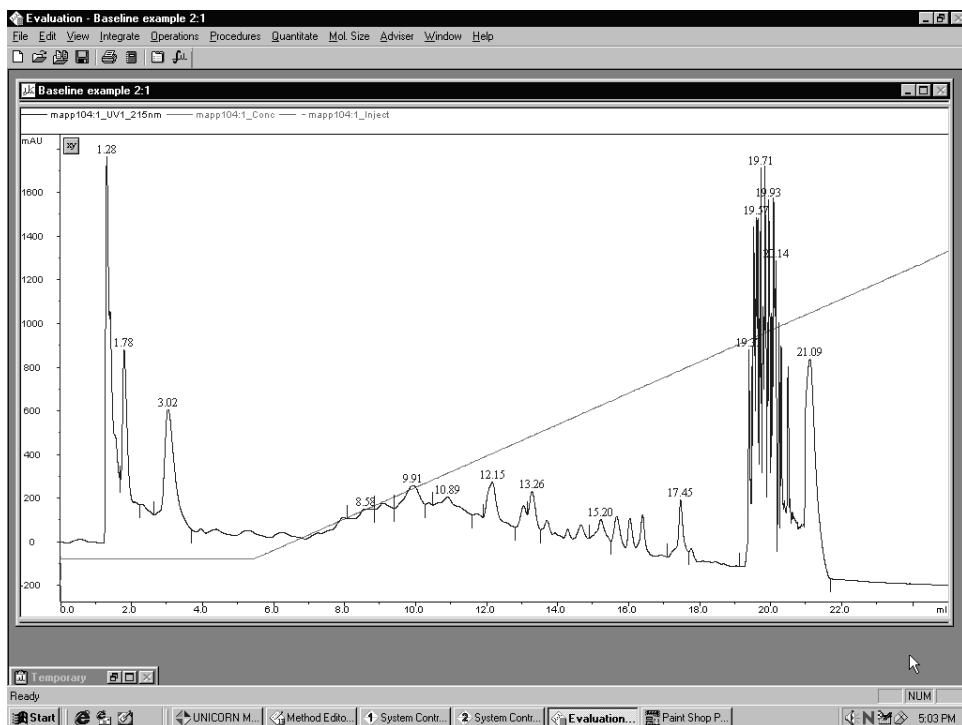 Evaluation - Baseline example 2:1
File Edit View Integrate Operations Procedures Quantitate Mol. Size Adviser Window Help
Baseline example 2:1
mapp104:1_UV1_215nm mapp104:1_Conc mapp104:1_Inject
mAU
xy
1.28
19.71
1600
19.93
19.57
1400
20.14
1200
1000
1.78
21.09
800
3.02
600
400
9.91
12.15
13.26
200
8.58
10.89
17.45
15.20
0
-200
0.0 2.0 4.0 6.0 8.0 10.0 12.0 14.0 16.0 18.0 20.0 22.0 ml
Temporary
Ready NUM
Start UNICORN M... Method Edito... 1 System Contr... 2 System Contr... Evaluation... Paint Shop P... N 5:03 PM